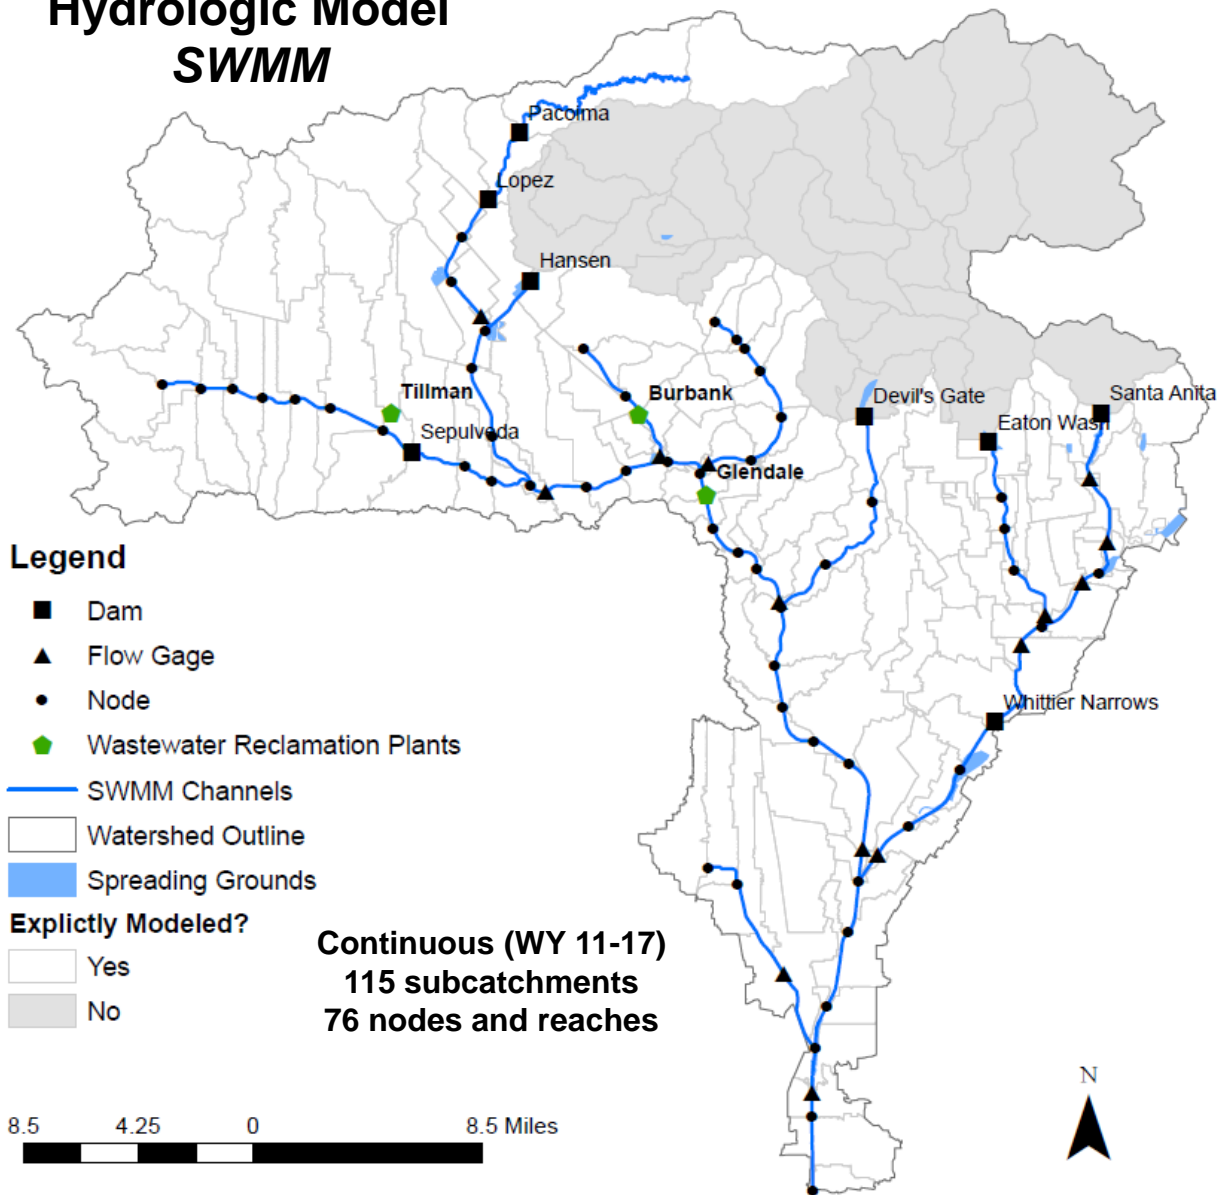 Hydrologic Model
SWMM
Pacoima
Lopez
Hansen
Tillman
Sepulveda
Burbank
Glendale
Devil's Gate
Eaton Wash
Santa Anita
Whittier Narrows
Legend
Dam
Flow Gage
Node
Wastewater Reclamation Plants
SWMM Channels
Watershed Outline
Spreading Grounds
Explictly Modeled?
Yes
No
Continuous (WY 11-17)
115 subcatchments
76 nodes and reaches
8.5 4.25 0 8.5 Miles
N